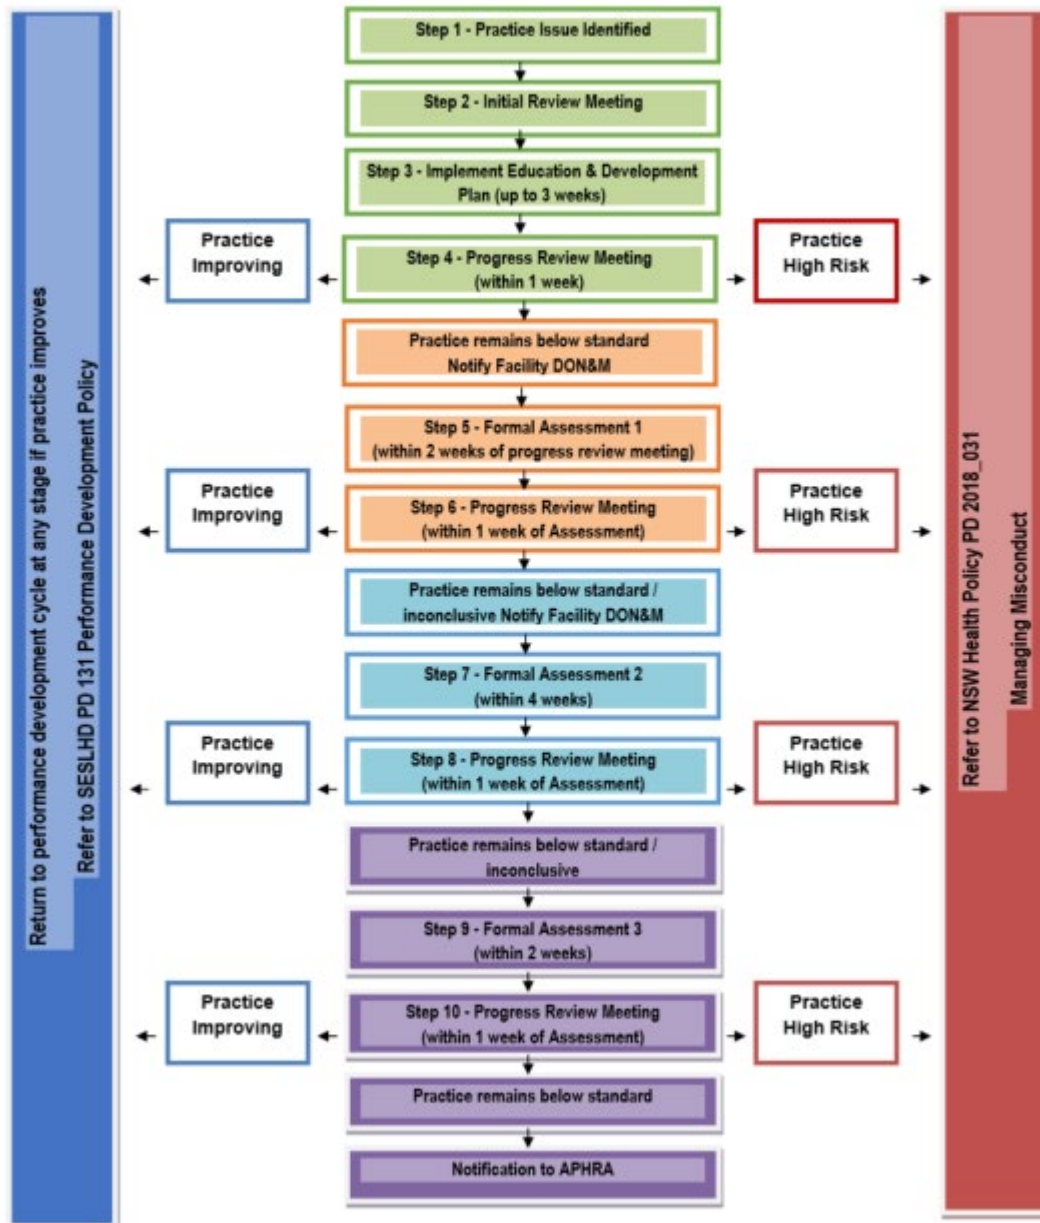 Return to performance development cycle at any stage if practice improves
Refer to SESLHD PD 131 Performance Development Policy
Step 1 - Practice Issue Identified
Step 2 - Initial Review Meeting
Step 3 - Implement Education & Development
Plan (up to 3 weeks)
Practice
Improving
Step 4 - Progress Review Meeting
(within 1 week)
Practice
High Risk
Practice remains below standard
Notify Facility DON&M
Step 5 - Formal Assessment 1
(within 2 weeks of progress review meeting)
Practice
Improving
Step 6 - Progress Review Meeting
(within 1 week of Assessment)
Practice
High Risk
Practice remains below standard /
inconclusive Notify Facility DON&M
Step 7 - Formal Assessment 2
(within 4 weeks)
Practice
Improving
Step 8 - Progress Review Meeting
(within 1 week of Assessment)
Practice
High Risk
Practice remains below standard /
inconclusive
Step 9 - Formal Assessment 3
(within 2 weeks)
Practice
Improving
Step 10 - Progress Review Meeting
(within 1 week of Assessment)
Practice
High Risk
Practice remains below standard
Notification to APHRA
Refer to NSW Health Policy PD 2018_031
Managing Misconduct